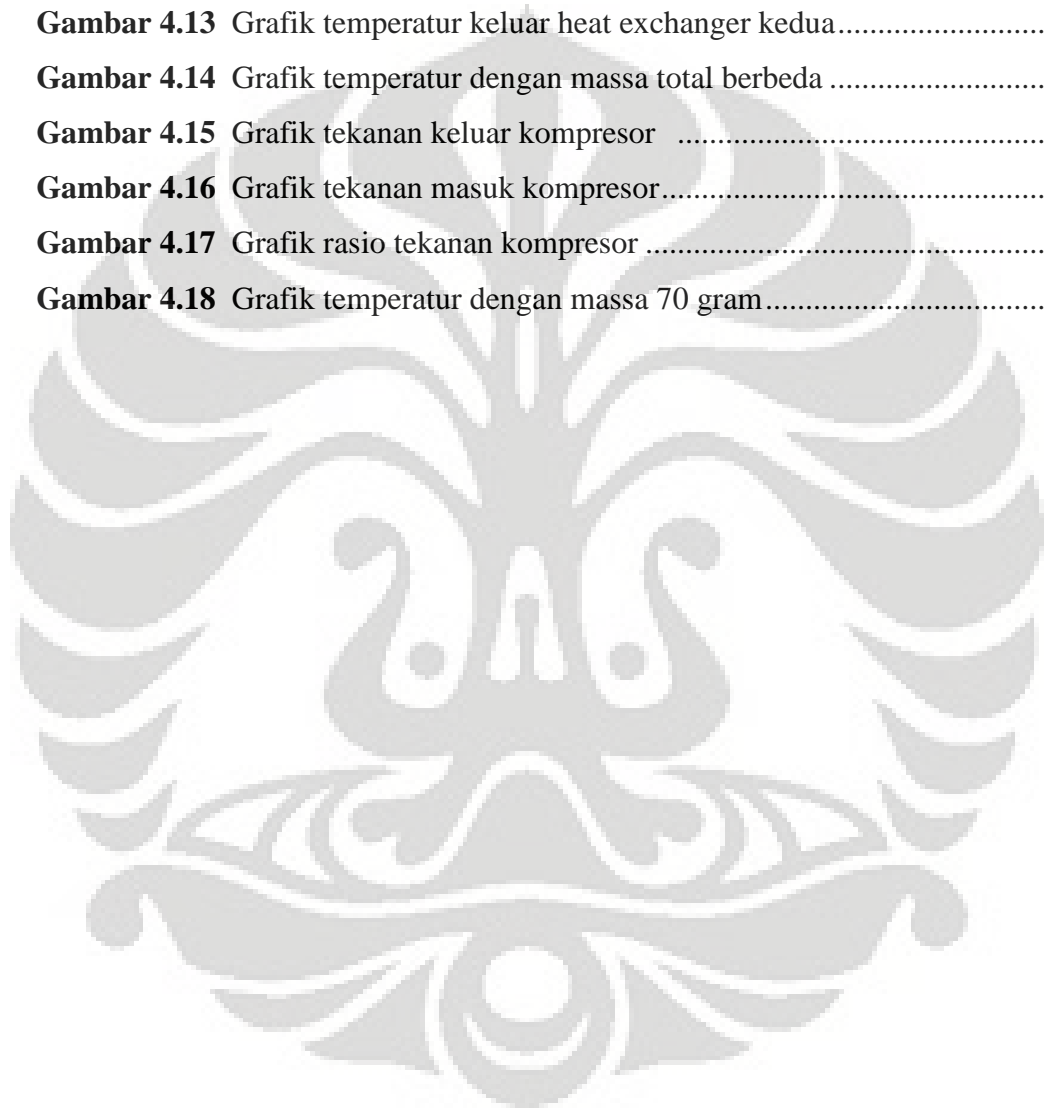 Gambar 4.13 Grafik temperatur keluar heat exchanger kedua........................
Gambar 4.14 Grafik temperatur dengan massa total berbeda ........................
Gambar 4.15 Grafik tekanan keluar kompresor ........................................
Gambar 4.16 Grafik tekanan masuk kompresor..........................................
Gambar 4.17 Grafik rasio tekanan kompresor ............................................
Gambar 4.18 Grafik temperatur dengan massa 70 gram................................